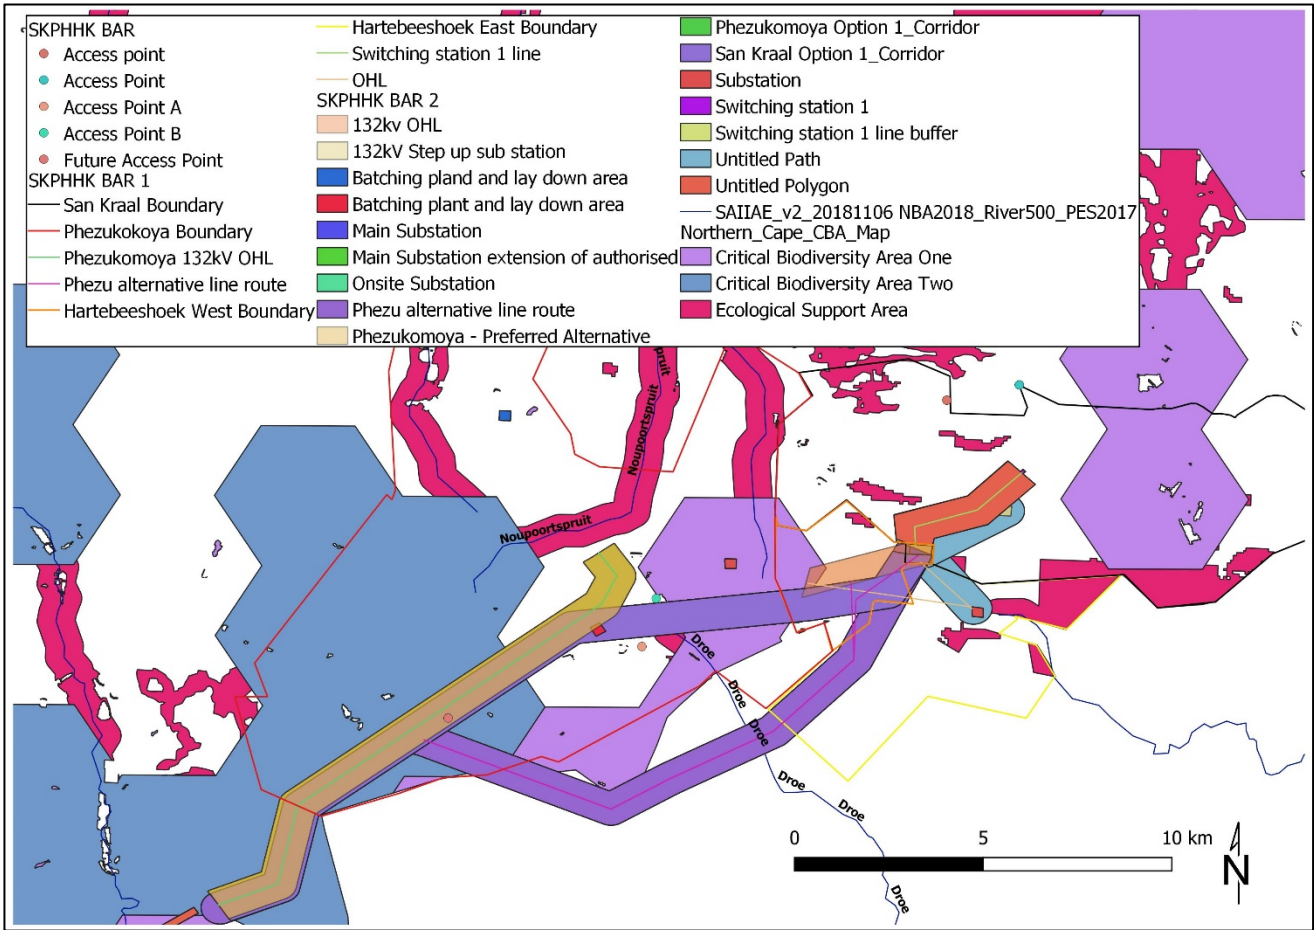 SKPHHK BAR
Access point
Access Point
Access Point A
Access Point B
Future Access Point
SKPHHK BAR 1
San Kraal Boundary
Phezukokoya Boundary
Phezukomoya 132kV OHL
Phezu alternative line route
Hartebeeshoek West Boundary
Hartebeeshoek East Boundary
Switching station 1 line
OHL
SKPHHK BAR 2
132kv OHL
132kV Step up sub station
Batching pland and lay down area
Batching plant and lay down area
Main Substation
Main Substation extension of authorised
Onsite Substation
Phezu alternative line route
Phezukomoya - Preferred Alternative
Phezukomoya Option 1_Corridor
San Kraal Option 1_Corridor
Substation
Switching station 1
Switching station 1 line buffer
Untitled Path
Untitled Polygon
SAIIAE_v2_20181106 NBA2018_River500_PES2017
Northern_Cape_CBA_Map
Critical Biodiversity Area One
Critical Biodiversity Area Two
Ecological Support Area
pruit
Noupoortspruit
Noupoortspruit
Droe
Droe
Droe
Droe
Droe
Droe
0 5 10 km
N